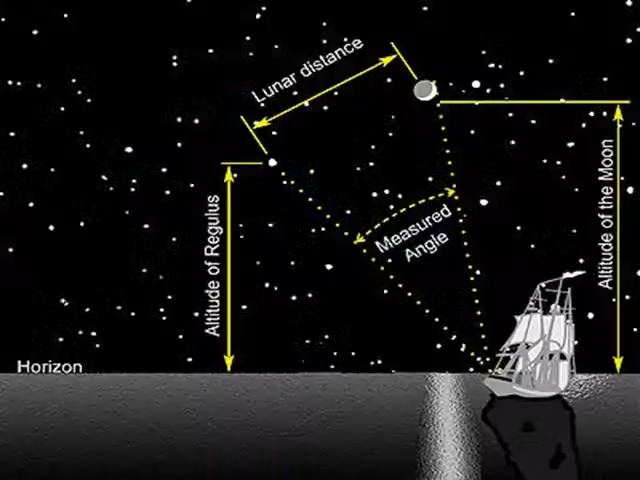 Lunar distance
Altitude of Regulus
Measured
Angle
Altitude of the Moon
Horizon